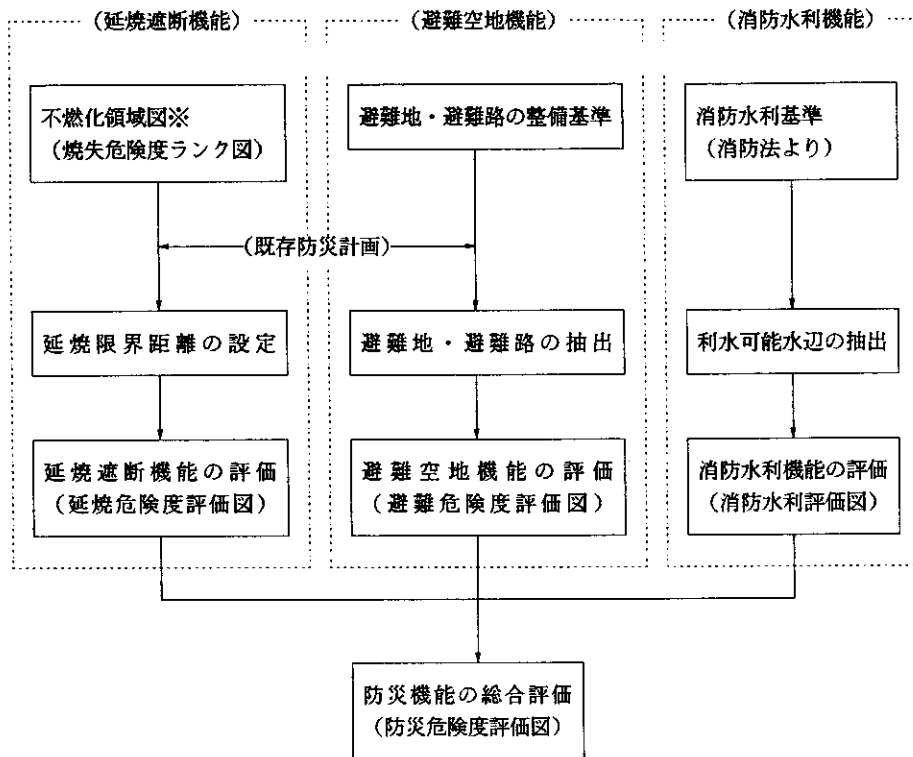 （延焼遮断機能）
不燃化領域図※
（焼失危険度ランク図）
延焼限界距離の設定
延焼遮断機能の評価
（延焼危険度評価図）
（避難空地機能）
避難地・避難路の整備基準
（既存防災計画）
避難地・避難路の抽出
避難空地機能の評価
（避難危険度評価図）
（消防水利機能）
消防水利基準
（消防法より）
利水可能水辺の抽出
消防水利機能の評価
（消防水利評価図）
防災機能の総合評価
（防災危険度評価図）